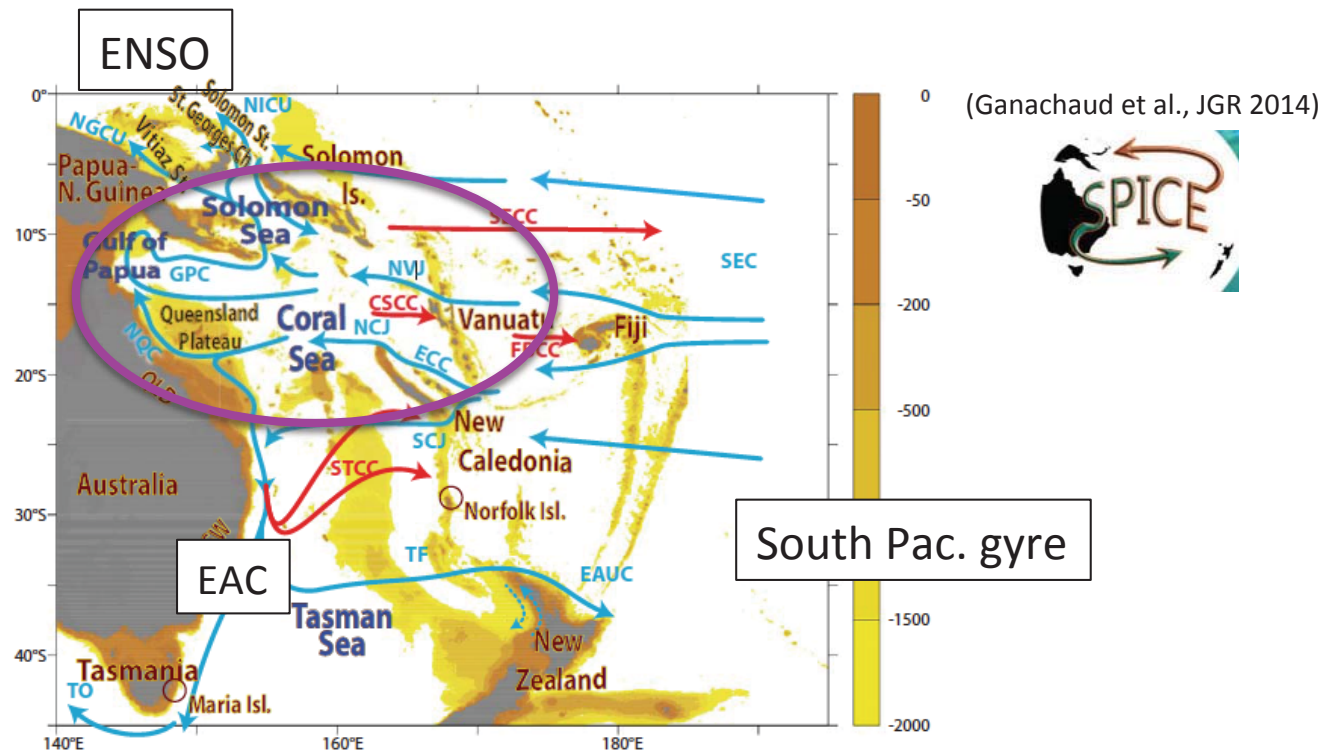 ENSO
(Ganachaud et al., JGR 2014)
SPICE
0°
10°S
20°S
30°S
40°S
140°E
160°E
180°E
0
-50
-200
-500
-1500
-2000
NGCU
Vitiaz St.
St. Georges Ch.
Solomon St.
NICU
Solomon
Is.
Papua-
N. Guinea
Solomon
Sea
Gulf of
Papua
GPC
SECC
SEC
NVJ
CSCC
Queensland
Plateau
Coral
Sea
NCJ
Vanuatu
Fiji
FBCC
NQC
ECC
QLD
New
Caledonia
SCJ
STCC
Australia
Norfolk Isl.
South Pac. gyre
EAC
TF
EAUC
Tasman
Sea
New
Zealand
Tasmania
TO
Maria Isl.